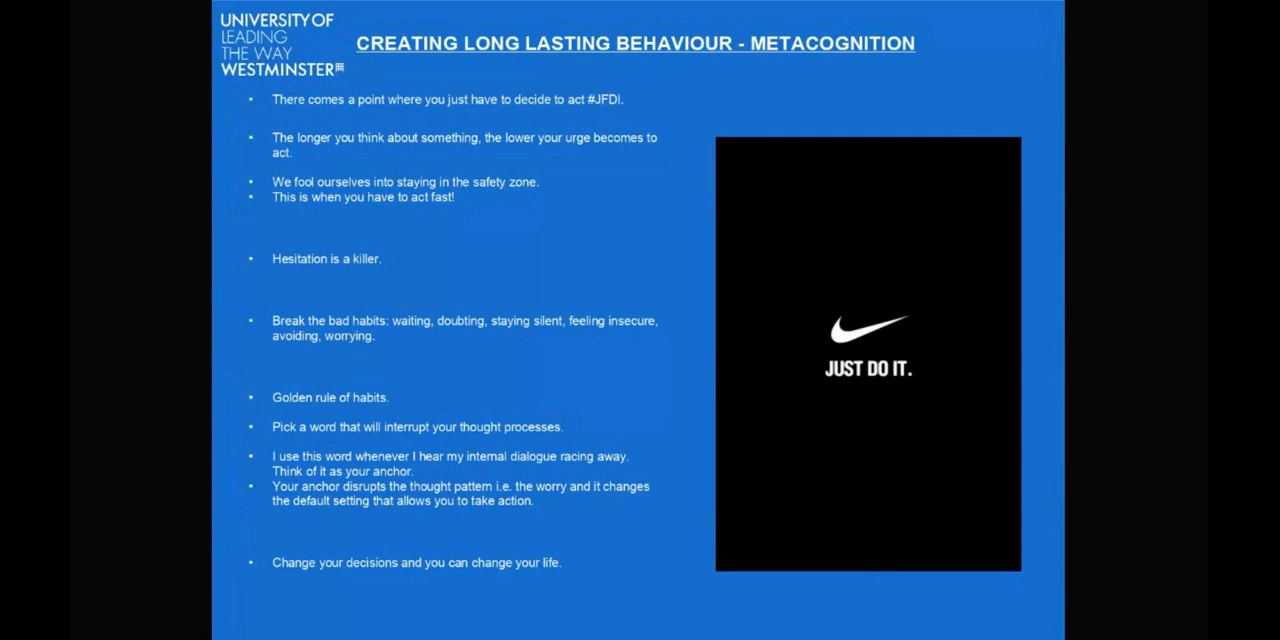 UNIVERSITY OF
LEADING
THE WAY
WESTMINSTER
CREATING LONG LASTING BEHAVIOUR - METACOGNITION
• There comes a point where you just have to decide to act #JFDI.
• The longer you think about something, the lower your urge becomes to
act.
• We fool ourselves into staying in the safety zone.
• This is when you have to act fast!
• Hesitation is a killer.
• Break the bad habits: waiting, doubting, staying silent, feeling insecure,
avoiding, worrying.
• Golden rule of habits.
• Pick a word that will interrupt your thought processes.
• I use this word whenever I hear my internal dialogue racing away.
Think of it as your anchor.
• Your anchor disrupts the thought pattern i.e. the worry and it changes
the default setting that allows you to take action.
• Change your decisions and you can change your life.
JUST DO IT.